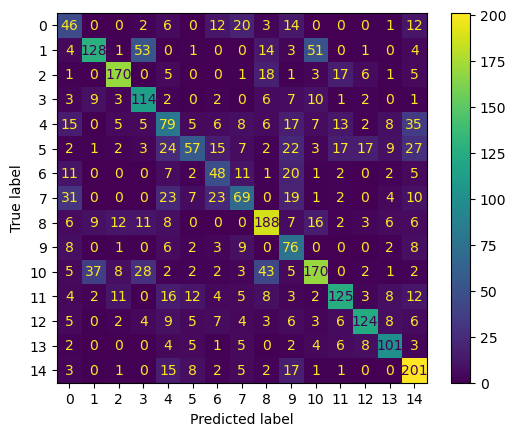 0 46 0 0 2 6 0 12 20 3 14 0 0 0 1 12
1 4 128 1 53 0 1 0 0 14 3 51 0 1 0 4
2 1 0 170 0 5 0 0 1 18 1 3 17 6 1 5
3 3 9 3 114 2 0 2 0 6 7 10 1 2 0 1
4 15 0 5 5 79 5 6 8 6 17 7 13 2 8 35
5 2 1 2 3 24 57 15 7 2 22 3 17 17 9 27
6 11 0 0 0 7 2 48 11 1 20 1 2 0 2 5
7 31 0 0 0 23 7 23 69 0 19 1 2 0 4 10
8 6 9 12 11 8 0 0 0 188 7 16 2 3 6 6
9 8 0 1 0 6 2 3 9 0 76 0 0 0 2 8
10 5 37 8 28 2 2 2 3 43 5 170 0 2 1 2
11 4 2 11 0 16 12 4 5 8 3 2 125 3 8 12
12 5 0 2 4 9 5 7 4 3 6 3 6 124 8 6
13 2 0 0 0 4 5 1 5 0 2 4 6 8 101 3
14 3 0 1 0 15 8 2 5 2 17 1 1 0 0 201
0 1 2 3 4 5 6 7 8 9 10 11 12 13 14
Predicted label
True label
200
175
150
125
100
75
50
25
0